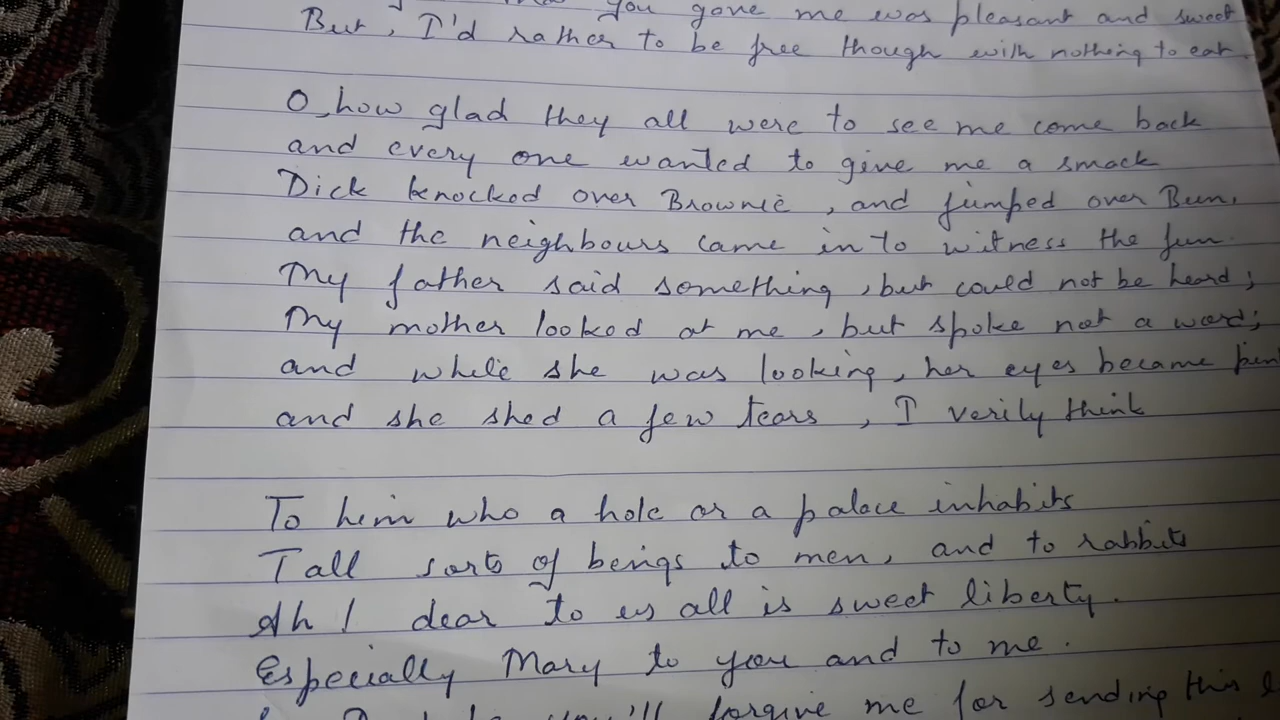 you gave me was pleasant and sweet
But, I'd rather to be free though with nothing to eat.
O, how glad they all were to see me come back
and every one wanted to give me a smack
Dick knocked over Brownie, and jumped over Bun,
and the neighbours came in to witness the fun.
My father said something, but could not be heard;
My mother looked at me, but spoke not a word;
and while she was looking, her eyes became pin
and she shed a few tears, I verily think
To him who a hole or a palace inhabits
T all sorts of beings to men, and to rabbits
Ah! dear to us all is sweet liberty.
Especially Mary to you and to me.
you'll forgive me for sending this